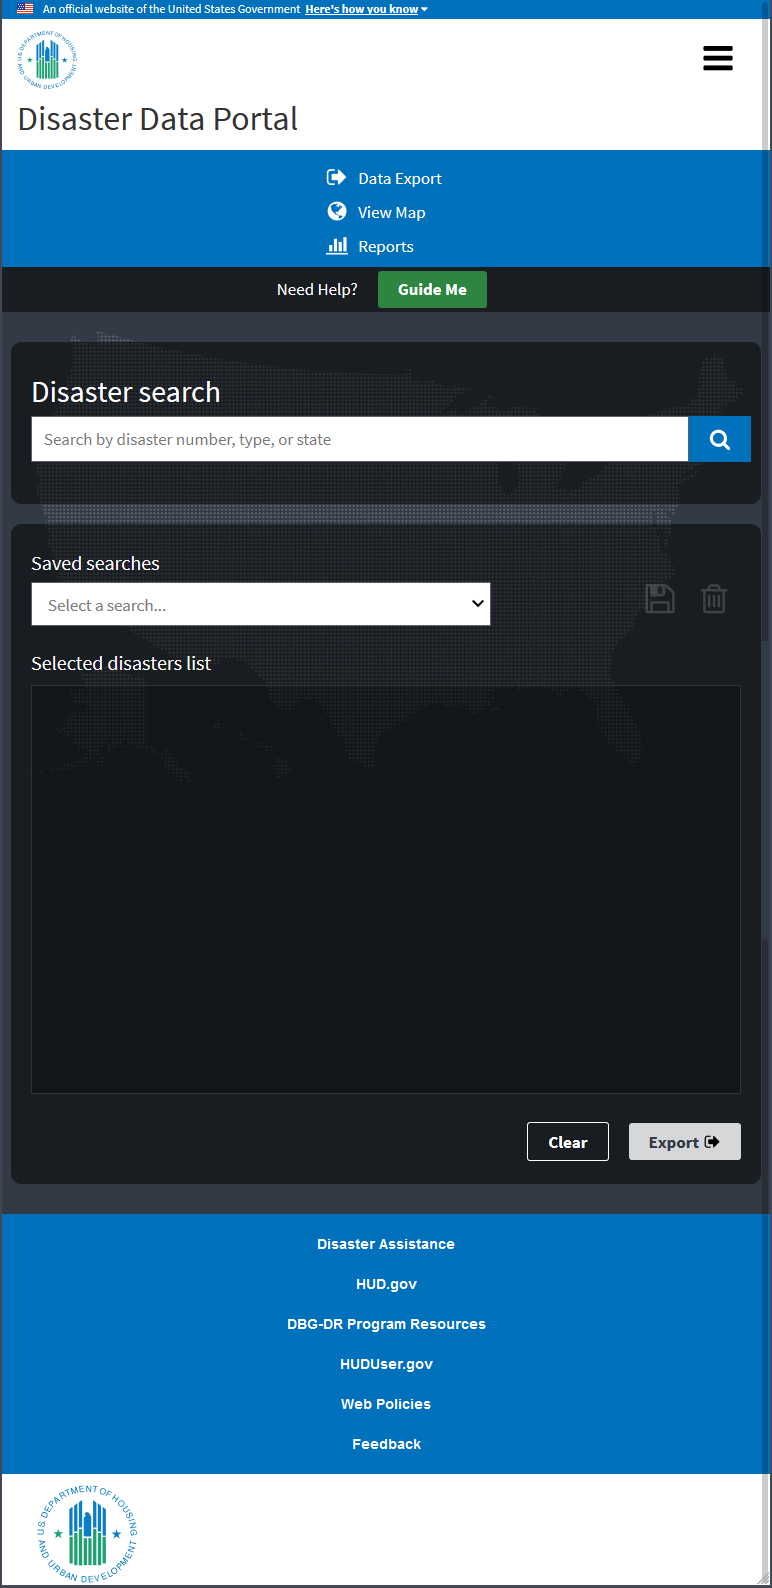 An official website of the United States Government Here's how you know
U.S. DEPARTMENT OF HOUSING AND URBAN DEVELOPMENT
Disaster Data Portal
Data Export
View Map
Reports
Need Help? Guide Me
Disaster search
Search by disaster number, type, or state
Saved searches
Select a search...
Selected disasters list
Clear Export
Disaster Assistance
HUD.gov
DBG-DR Program Resources
HUDUser.gov
Web Policies
Feedback
U.S. DEPARTMENT OF HOUSING AND URBAN DEVELOPMENT